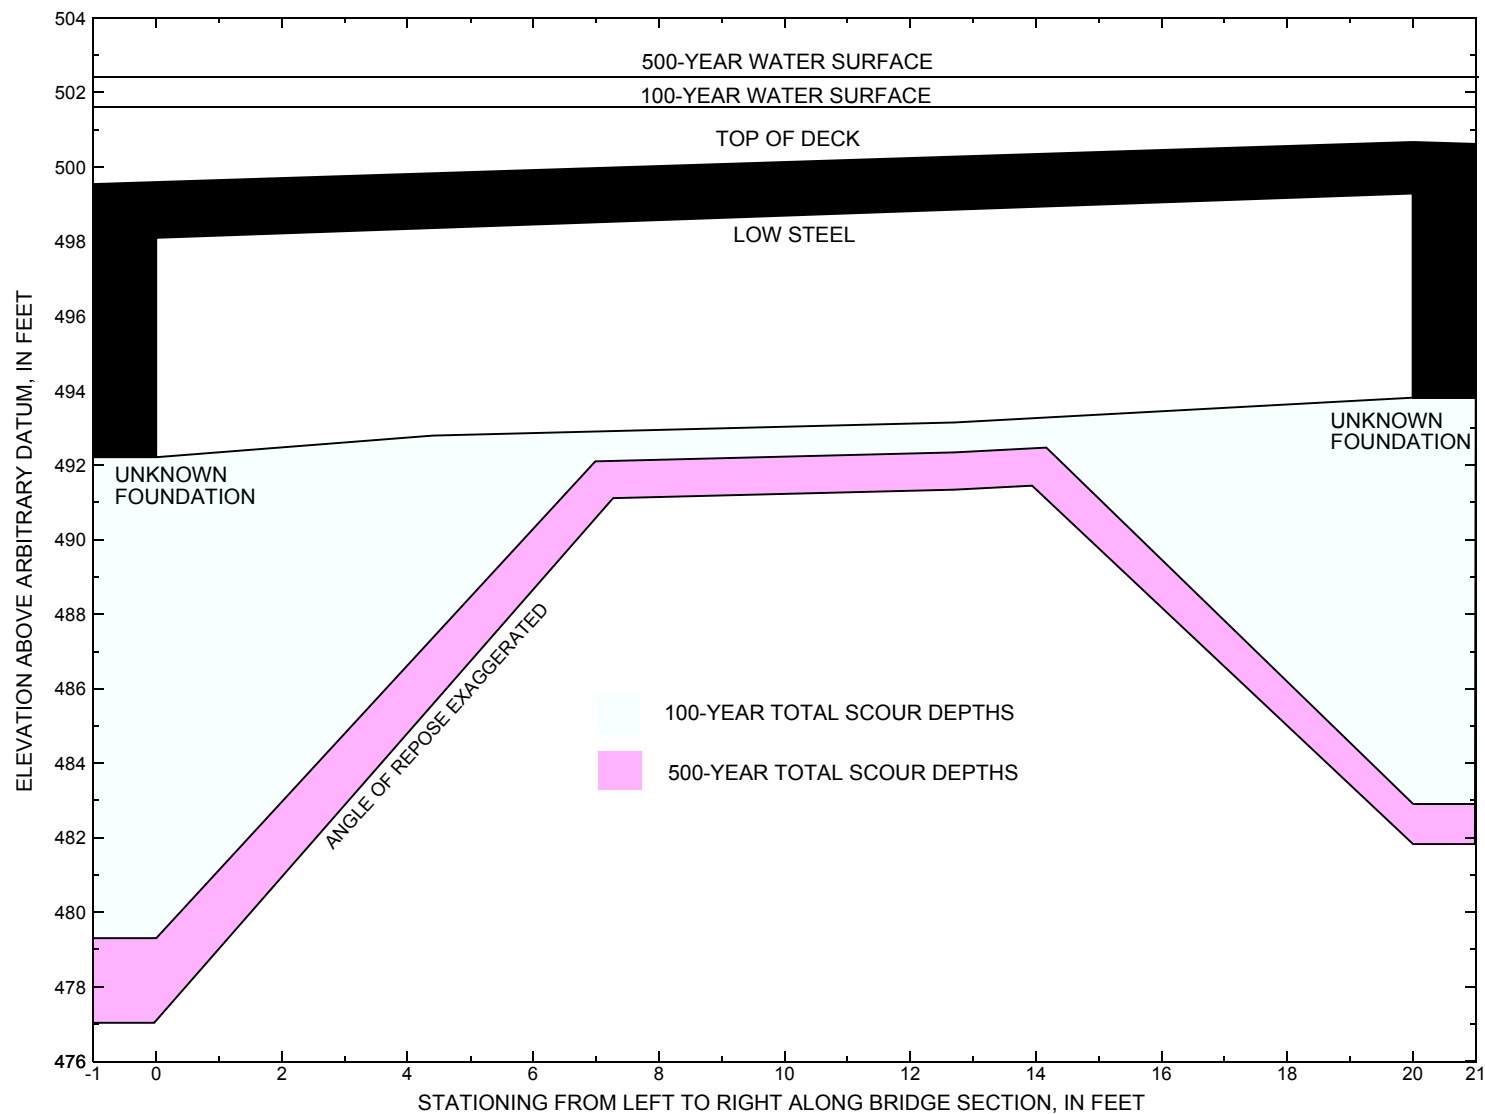 504
502
500
498
496
494
492
490
488
486
484
482
480
478
476
ELEVATION ABOVE ARBITRARY DATUM, IN FEET
500-YEAR WATER SURFACE
100-YEAR WATER SURFACE
TOP OF DECK
LOW STEEL
UNKNOWN
FOUNDATION
UNKNOWN
FOUNDATION
ANGLE OF REPOSE EXAGGERATED
100-YEAR TOTAL SCOUR DEPTHS
500-YEAR TOTAL SCOUR DEPTHS
-1 0 2 4 6 8 10 12 14 16 18 20 21
STATIONING FROM LEFT TO RIGHT ALONG BRIDGE SECTION, IN FEET